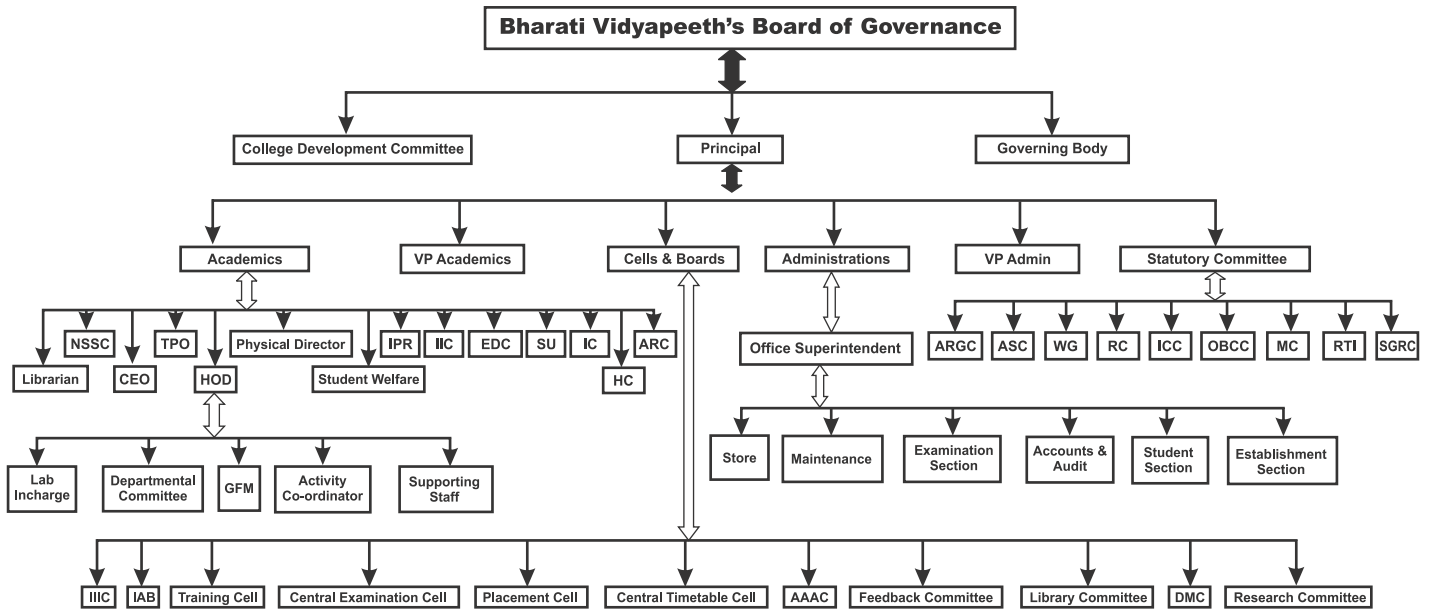 Bharati Vidyapeeth's Board of Governance
College Development Committee
Principal
Governing Body
Academics
VP Academics
Cells & Boards
Administrations
VP Admin
Statutory Committee
NSSC
TPO
Physical Director
IPR
IIC
EDC
SU
IC
ARC
Librarian
CEO
HOD
Student Welfare
HC
Office Superintendent
ARGC
ASC
WG
RC
ICC
OBCC
MC
RTI
SGRC
Lab
Incharge
Departmental
Committee
GFM
Activity
Co-ordinator
Supporting
Staff
Store
Maintenance
Examination
Section
Accounts &
Audit
Student
Section
Establishment
Section
IIIC
IAB
Training Cell
Central Examination Cell
Placement Cell
Central Timetable Cell
AAAC
Feedback Committee
Library Committee
DMC
Research Committee